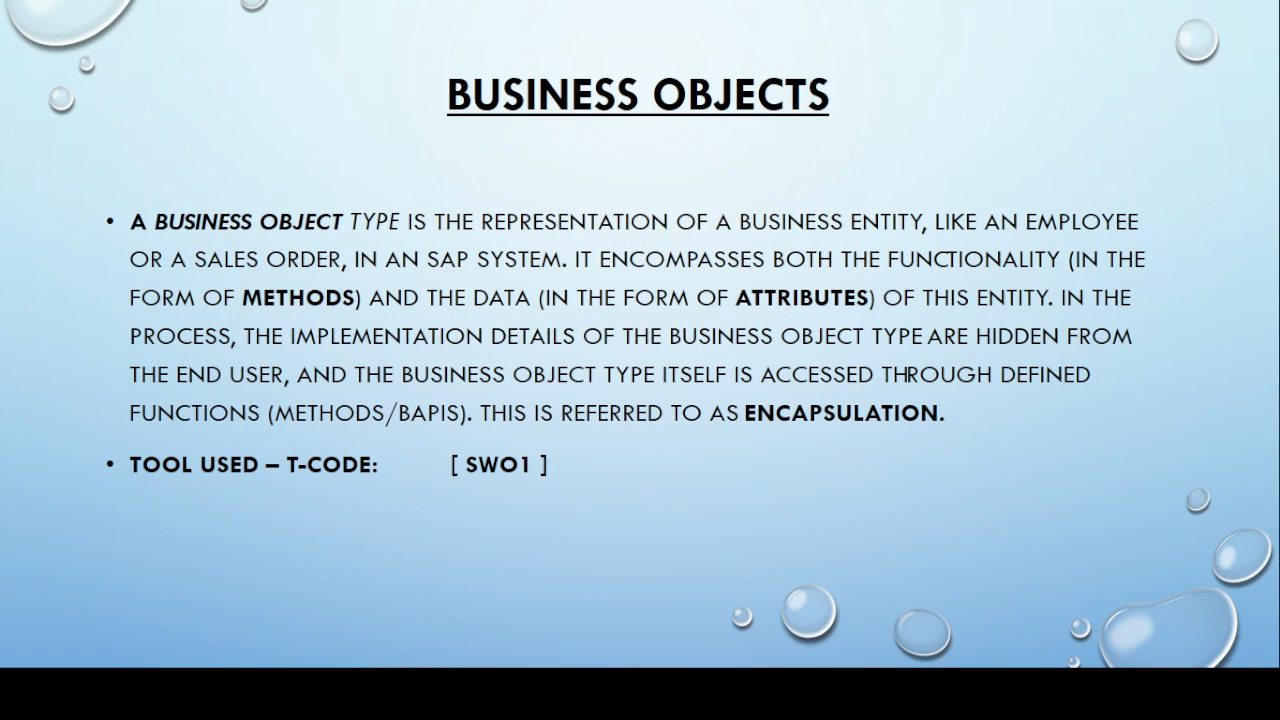 BUSINESS OBJECTS
• A BUSINESS OBJECT TYPE IS THE REPRESENTATION OF A BUSINESS ENTITY, LIKE AN EMPLOYEE
OR A SALES ORDER, IN AN SAP SYSTEM. IT ENCOMPASSES BOTH THE FUNCTIONALITY (IN THE
FORM OF METHODS) AND THE DATA (IN THE FORM OF ATTRIBUTES) OF THIS ENTITY. IN THE
PROCESS, THE IMPLEMENTATION DETAILS OF THE BUSINESS OBJECT TYPE ARE HIDDEN FROM
THE END USER, AND THE BUSINESS OBJECT TYPE ITSELF IS ACCESSED THROUGH DEFINED
FUNCTIONS (METHODS/BAPIS). THIS IS REFERRED TO AS ENCAPSULATION.
• TOOL USED – T-CODE: [ SWO1 ]